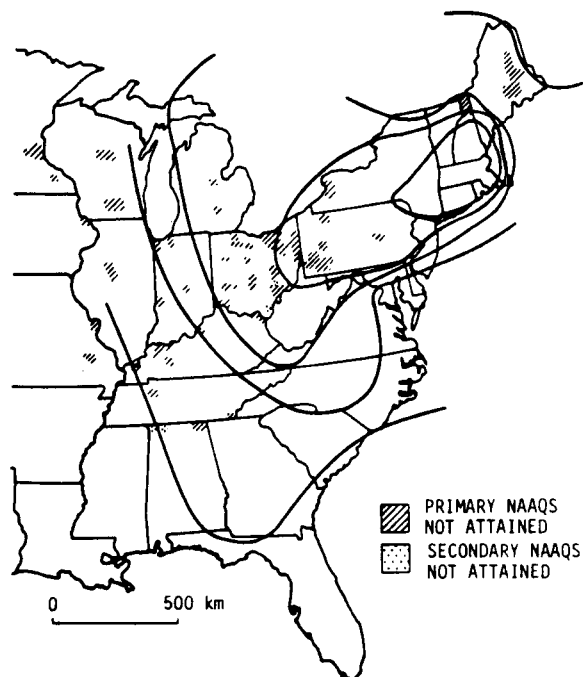 PRIMARY NAAQS
NOT ATTAINED
SECONDARY NAAQS
NOT ATTAINED
0 500 km